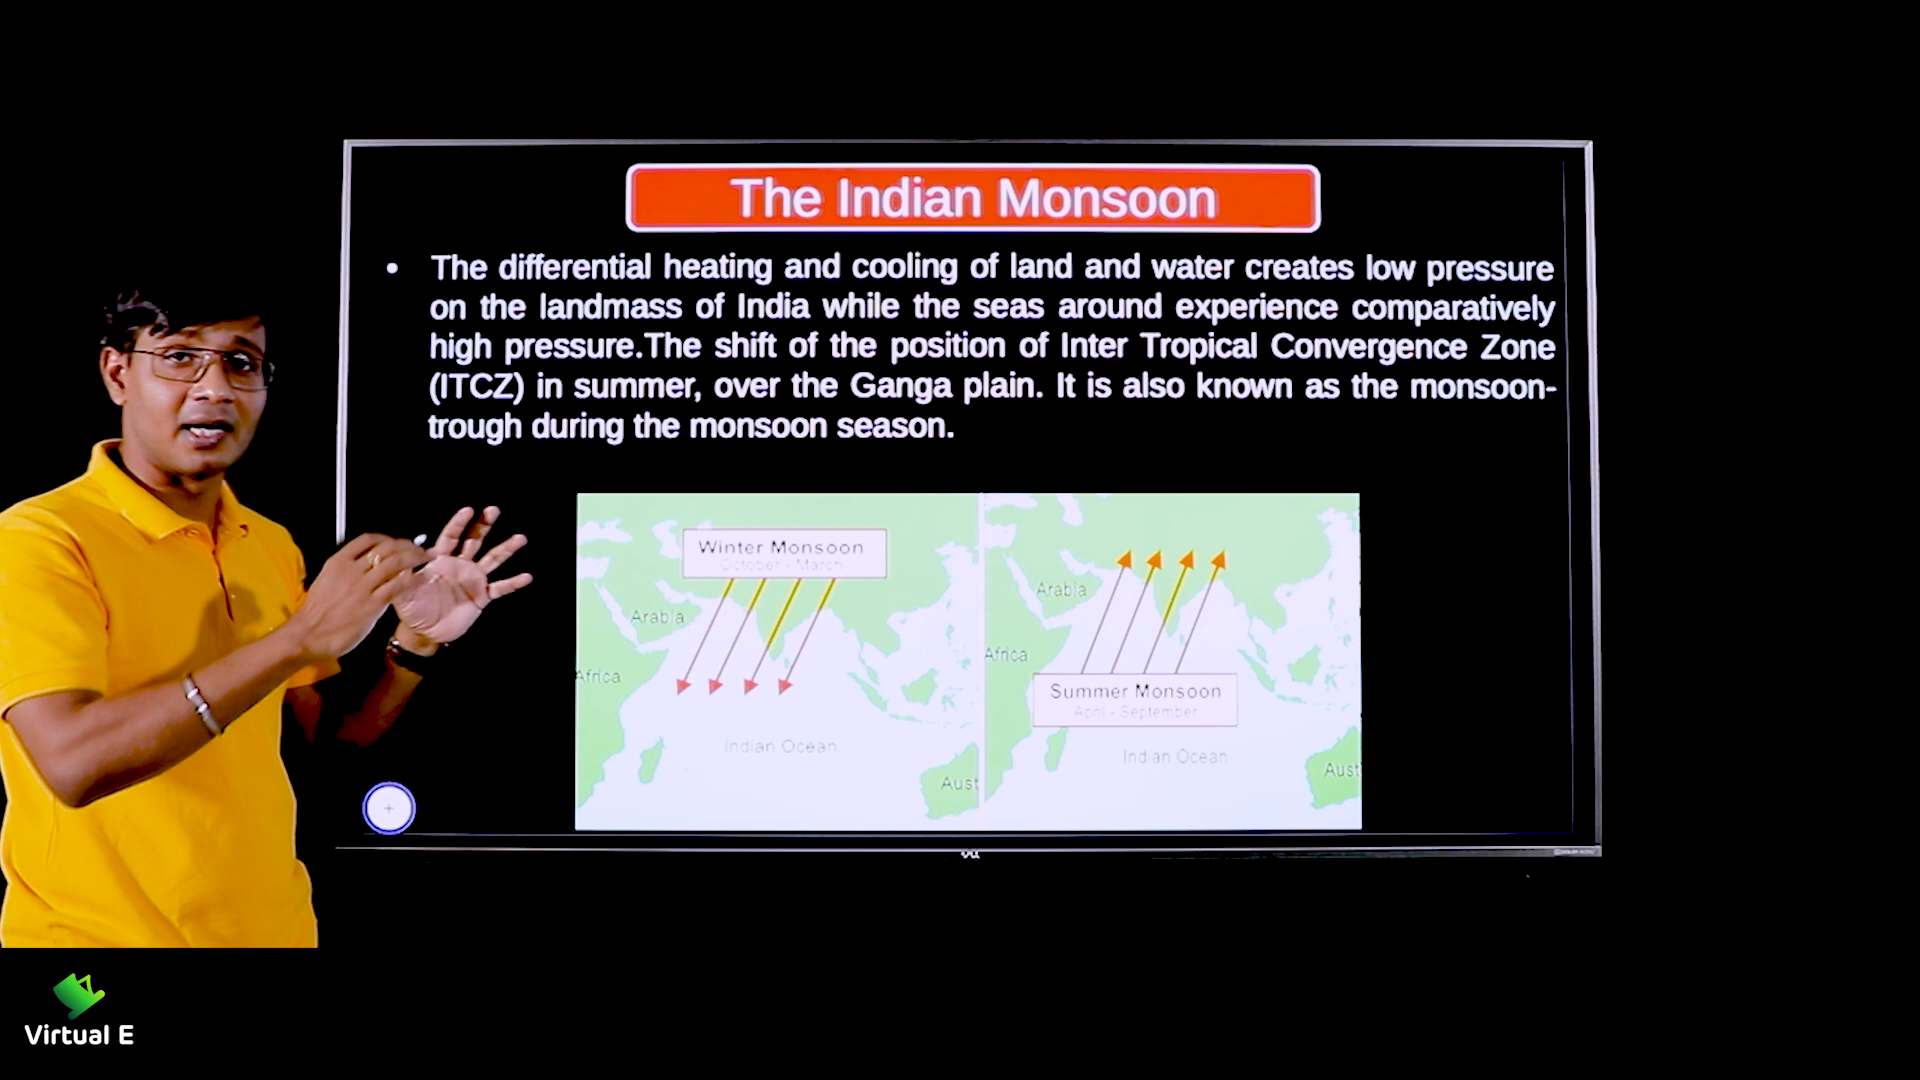 The Indian Monsoon
• The differential heating and cooling of land and water creates low pressure
on the landmass of India while the seas around experience comparatively
high pressure.The shift of the position of Inter Tropical Convergence Zone
(ITCZ) in summer, over the Ganga plain. It is also known as the monsoon-
trough during the monsoon season.
Winter Monsoon
October - March
Arabia
Africa
Indian Ocean
Aust
Arabia
Africa
Summer Monsoon
April - September
Indian Ocean
Aust
Virtual E